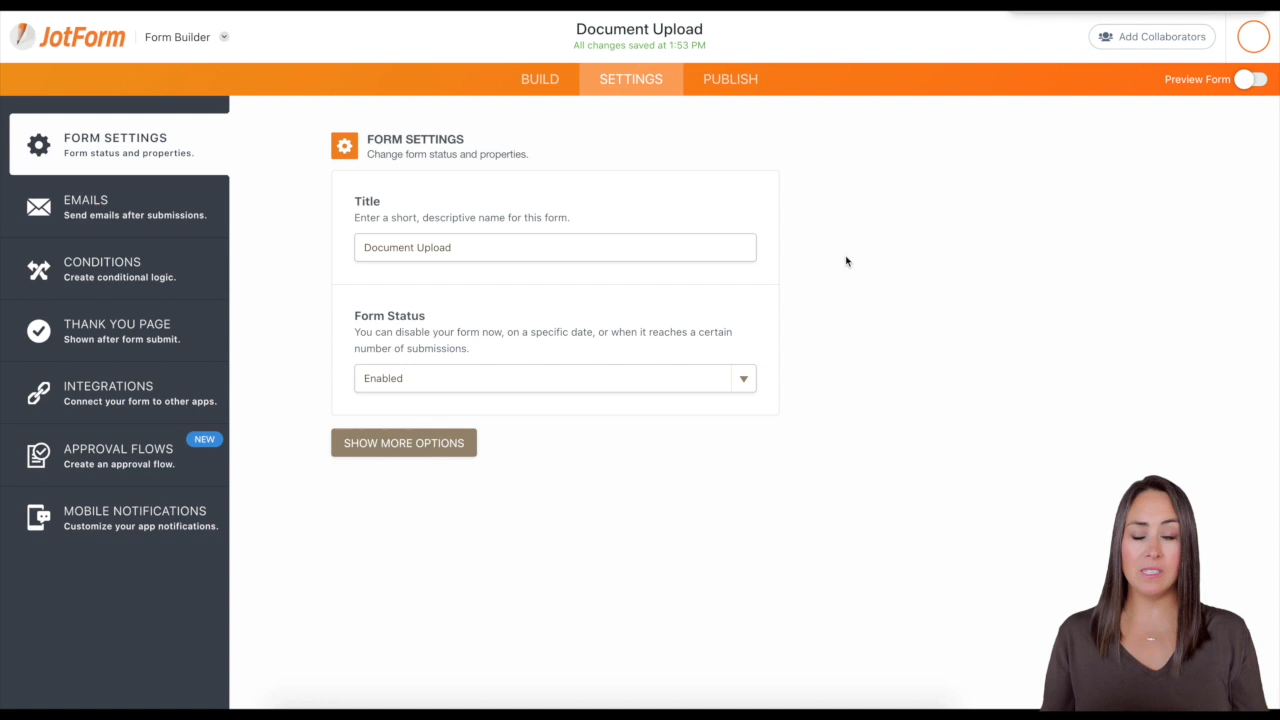 JotForm
Form Builder
Document Upload
All changes saved at 1:53 PM
Add Collaborators
BUILD
SETTINGS
PUBLISH
Preview Form
FORM SETTINGS
Form status and properties.
EMAILS
Send emails after submissions.
CONDITIONS
Create conditional logic.
THANK YOU PAGE
Shown after form submit.
INTEGRATIONS
Connect your form to other apps.
NEW
APPROVAL FLOWS
Create an approval flow.
MOBILE NOTIFICATIONS
Customize your app notifications.
FORM SETTINGS
Change form status and properties.
Title
Enter a short, descriptive name for this form.
Document Upload
Form Status
You can disable your form now, on a specific date, or when it reaches a certain
number of submissions.
Enabled
SHOW MORE OPTIONS